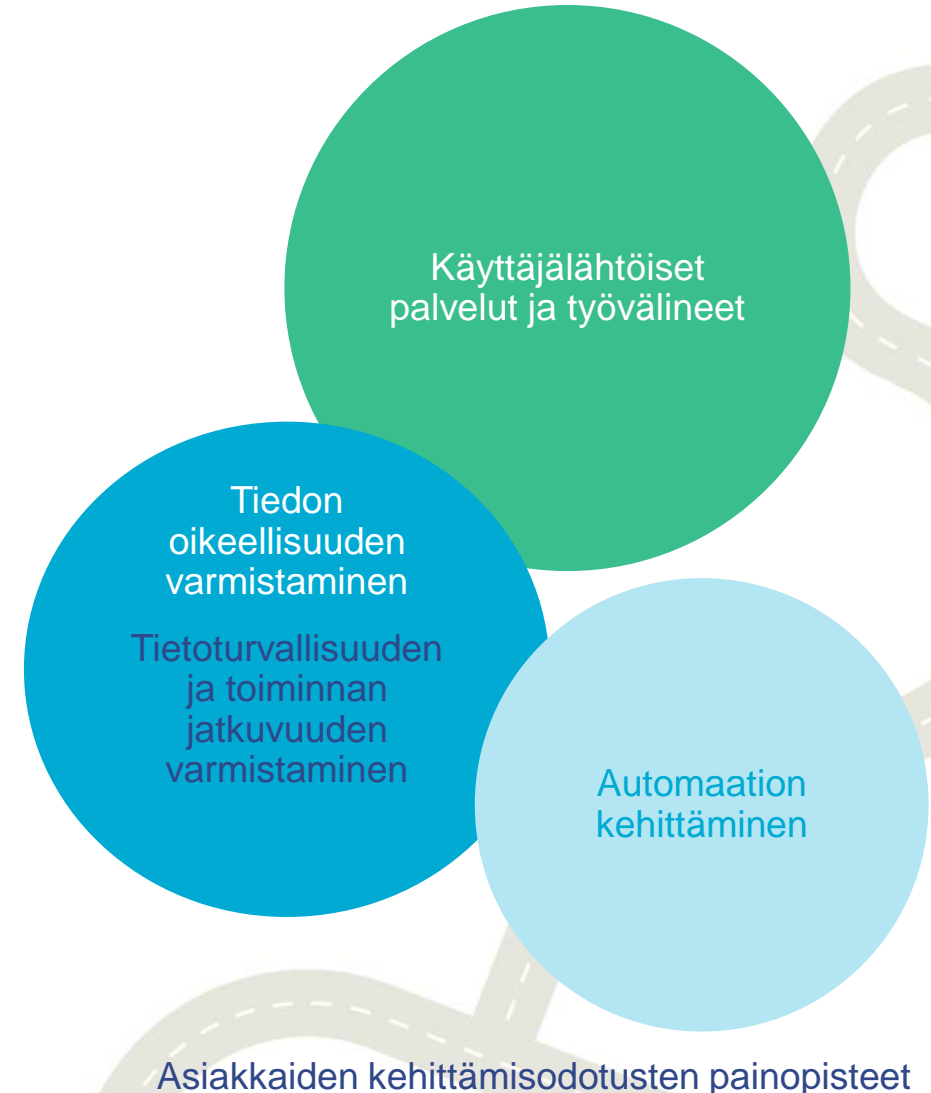 Käyttäjälähtöiset
palvelut ja työvälineet
Tiedon
oikeellisuuden
varmistaminen
Tietoturvallisuuden
ja toiminnan
jatkuvuuden
varmistaminen
Automaation
kehittäminen
Asiakkaiden kehittämisodotusten painopisteet